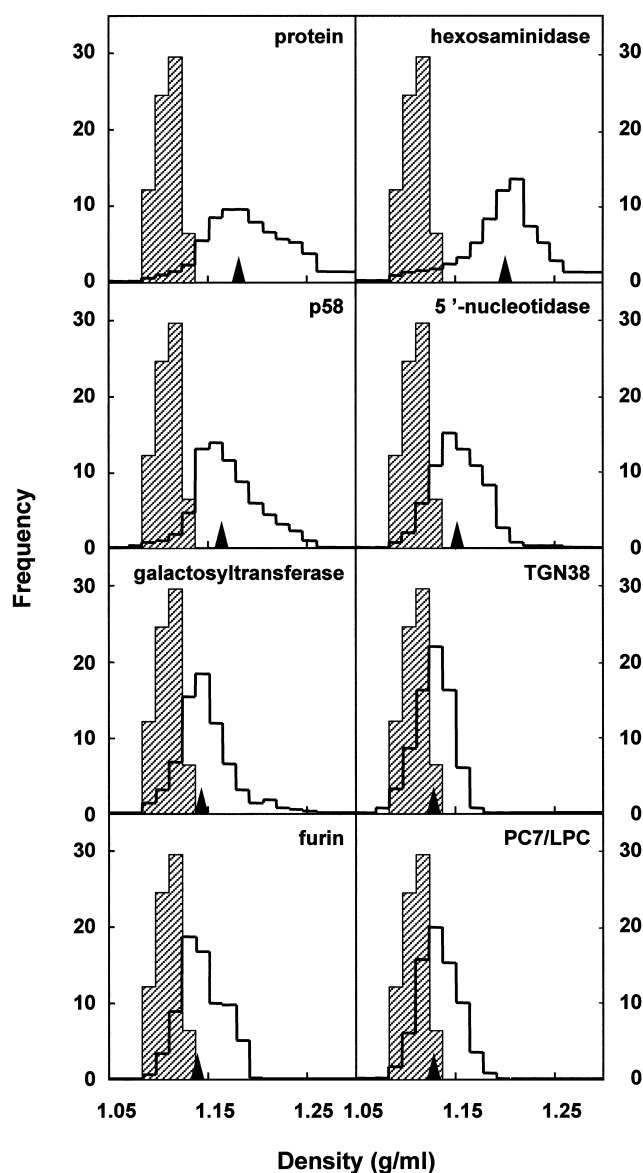 protein
hexosaminidase
30 30
20 20
10 10
0 0
p58
5 ’-nucleotidase
30 30
20 20
10 10
0 0
galactosyltransferase
TGN38
30 30
20 20
10 10
0 0
furin
PC7/LPC
30 30
20 20
10 10
0 0
1.05 1.15 1.25 1.05 1.15 1.25
Frequency
Density (g/ml)